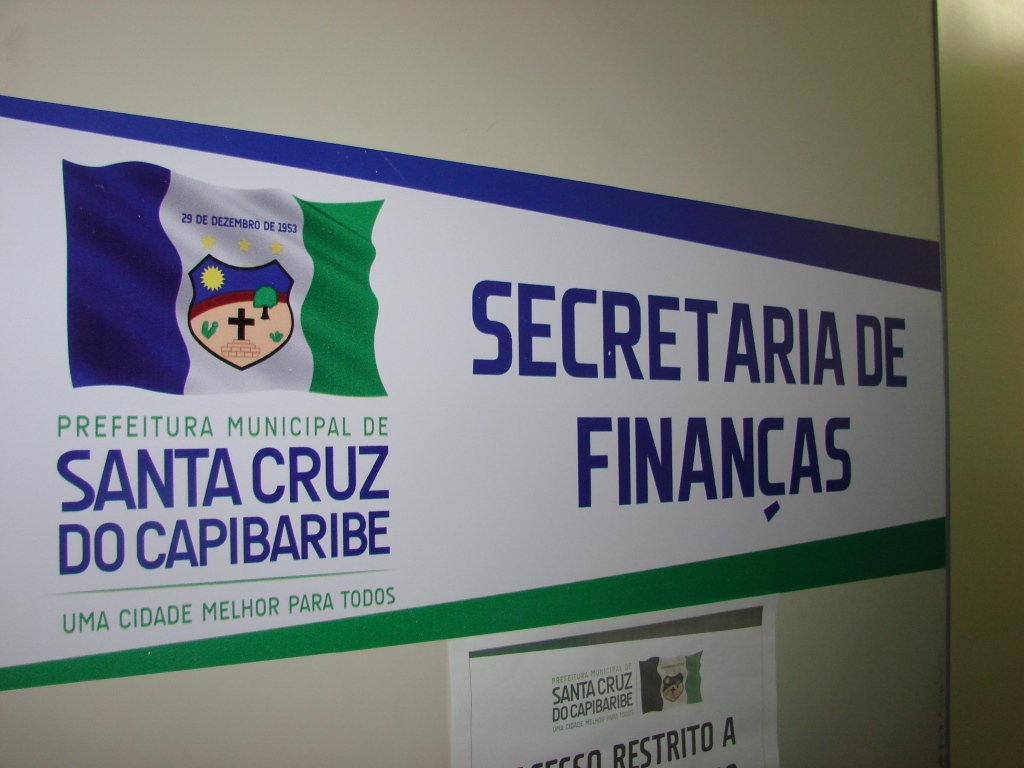 29 DE DEZEMBRO DE 1953
PREFEITURA MUNICIPAL DE
SANTA CRUZ
DO CAPIBARIBE
UMA CIDADE MELHOR PARA TODOS
SECRETARIA DE
FINANÇAS
PREFEITURA MUNICIPAL DE
SANTA CRUZ
DO CAPIBARIBE
UMA CIDADE MELHOR PARA TODOS
RESTRITO A